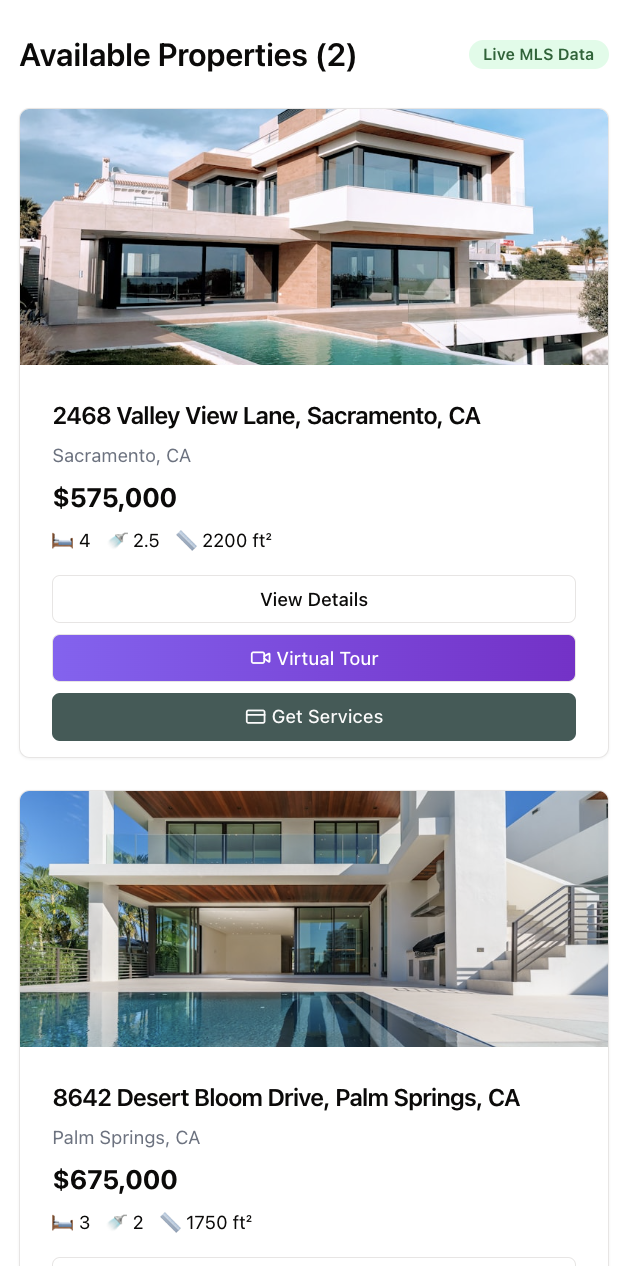 Available Properties (2)
Live MLS Data
2468 Valley View Lane, Sacramento, CA
Sacramento, CA
$575,000
4 2.5 2200 ft²
View Details
Virtual Tour
Get Services
8642 Desert Bloom Drive, Palm Springs, CA
Palm Springs, CA
$675,000
3 2 1750 ft²